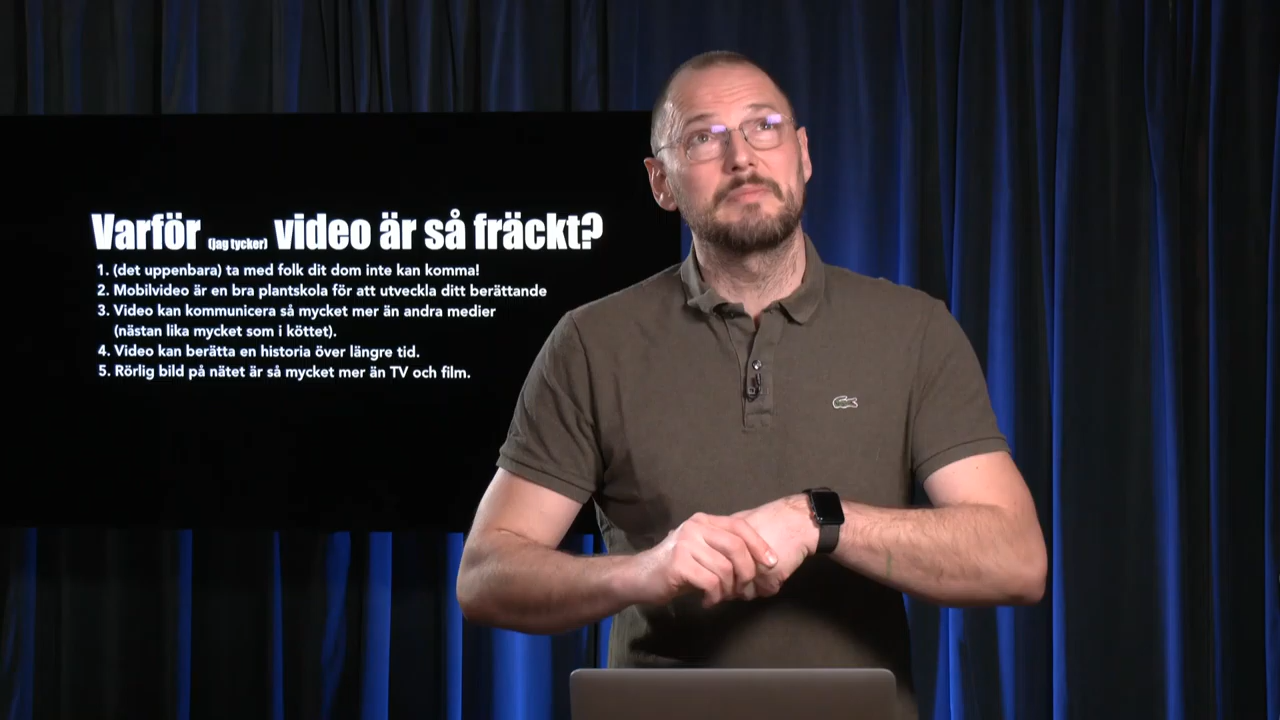 Varför (jag tycker) video är så fräckt?
1. (det uppenbara) ta med folk dit dom inte kan komma!
2. Mobilvideo är en bra plantskola för att utveckla ditt berättande
3. Video kan kommunicera så mycket mer än andra medier
(nästan lika mycket som i köttet).
4. Video kan berätta en historia över längre tid.
5. Rörlig bild på nätet är så mycket mer än TV och film.